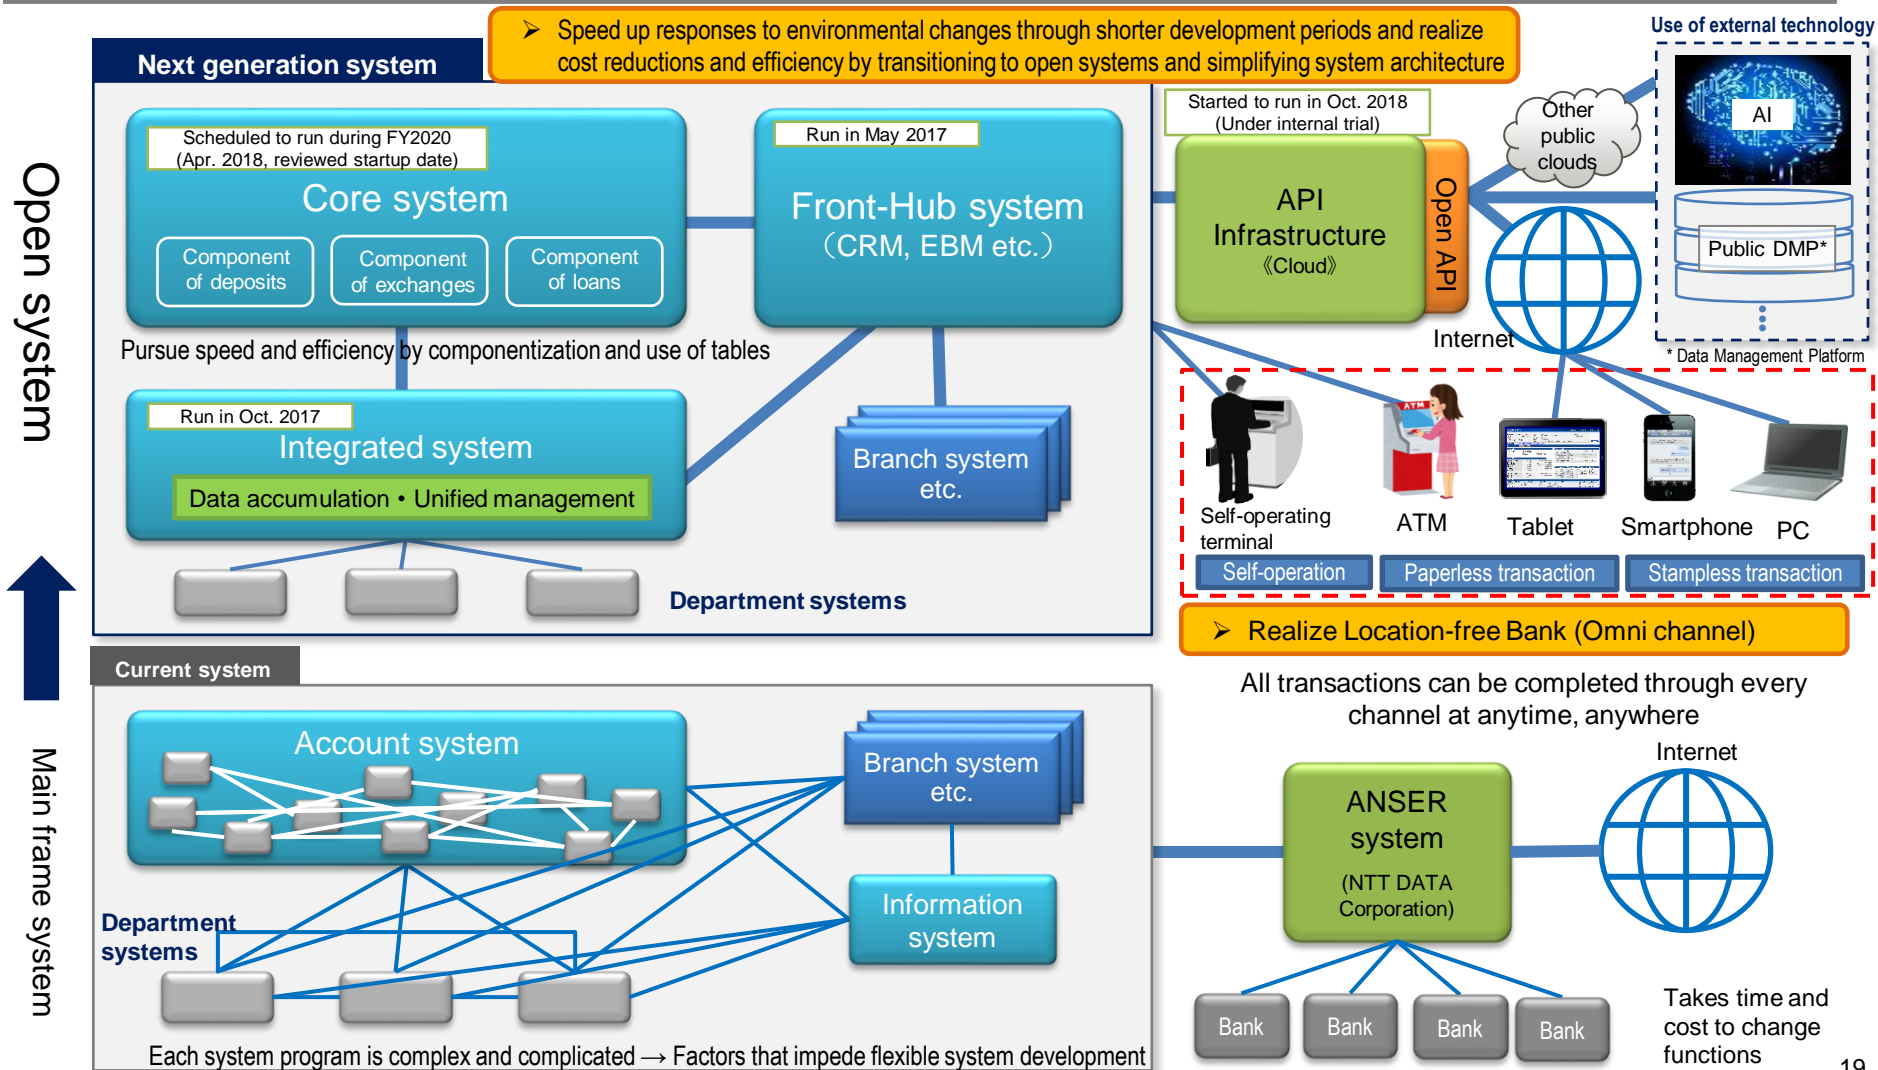 Speed up responses to environmental changes through shorter development periods and realize
cost reductions and efficiency by transitioning to open systems and simplifying system architecture
Use of external technology
Next generation system
Open system
Main frame system
Scheduled to run during FY2020
(Apr. 2018, reviewed startup date)
Core system
Component
of deposits
Component
of exchanges
Component
of loans
Run in May 2017
Front-Hub system
（CRM, EBM etc.）
Started to run in Oct. 2018
(Under internal trial)
API
Infrastructure
《Cloud》
Open API
Other
public
clouds
AI
Public DMP*
* Data Management Platform
Internet
Pursue speed and efficiency by componentization and use of tables
Run in Oct. 2017
Integrated system
Data accumulation・Unified management
Branch system
etc.
Department systems
ATM
Self-operating
terminal
ATM
Tablet
Smartphone
PC
Self-operation
Paperless transaction
Stampless transaction
Realize Location-free Bank (Omni channel)
All transactions can be completed through every
channel at anytime, anywhere
Current system
Account system
Branch system
etc.
Information
system
Department
systems
Each system program is complex and complicated → Factors that impede flexible system development
ANSER
system
(NTT DATA
Corporation)
Internet
Bank
Bank
Bank
Bank
Takes time and
cost to change
functions
19